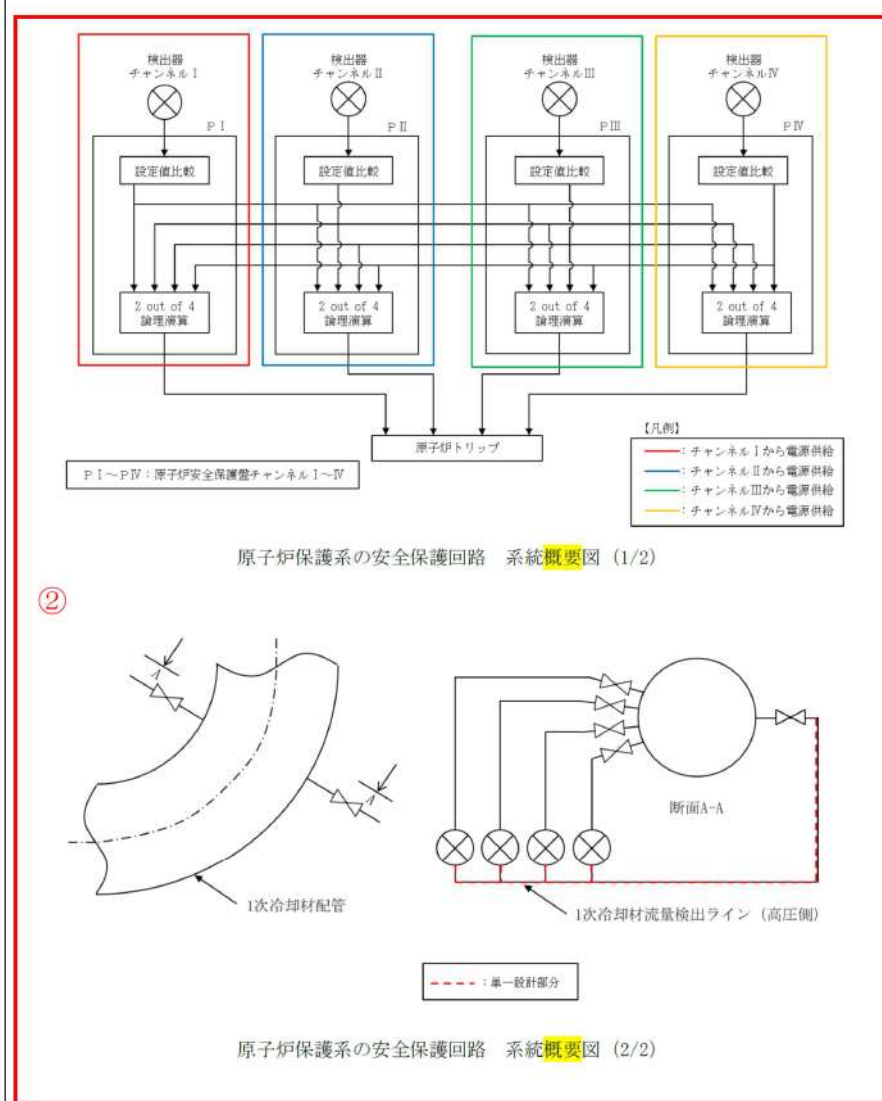 検出器
チャンネルⅠ
検出器
チャンネルⅡ
検出器
チャンネルⅢ
検出器
チャンネルⅣ
PⅠ
PⅡ
PⅢ
PⅣ
設定値比較
設定値比較
設定値比較
設定値比較
2 out of 4
論理演算
2 out of 4
論理演算
2 out of 4
論理演算
2 out of 4
論理演算
原子炉トリップ
PⅠ～PⅣ:原子炉安全保護盤チャンネルⅠ～Ⅳ
【凡例】
:チャンネルⅠから電源供給
:チャンネルⅡから電源供給
:チャンネルⅢから電源供給
:チャンネルⅣから電源供給
原子炉保護系の安全保護回路 系統概要図 (1/2)
②
A
A
1次冷却材配管
断面A-A
1次冷却材流量検出ライン(高圧側)
:単一設計部分
原子炉保護系の安全保護回路 系統概要図 (2/2)